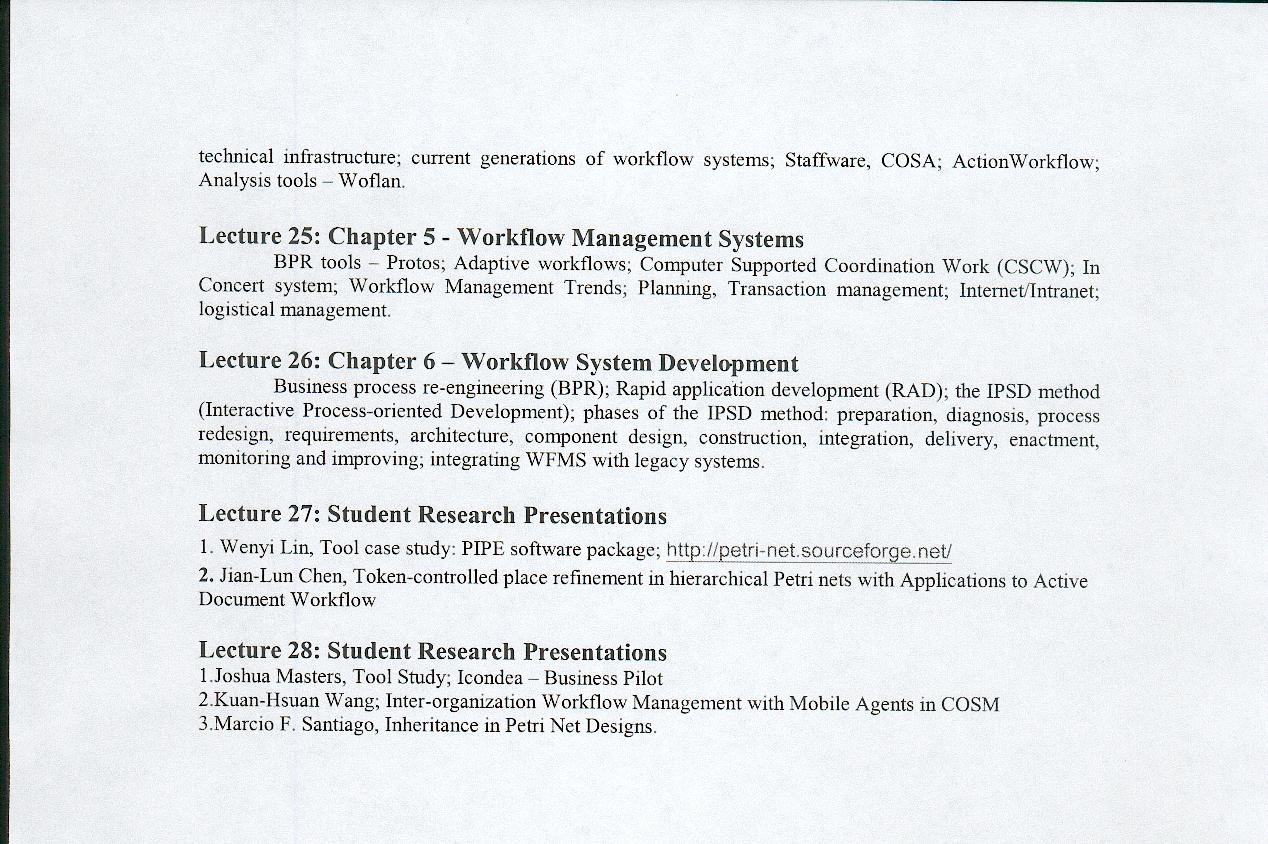 technical infrastructure; current generations of workflow systems; Staffware, COSA; ActionWorkflow;
Analysis tools – Woflan.
Lecture 25: Chapter 5 - Workflow Management Systems
BPR tools – Protos; Adaptive workflows; Computer Supported Coordination Work (CSCW); In
Concert system; Workflow Management Trends; Planning, Transaction management; Internet/Intranet;
logistical management.
Lecture 26: Chapter 6 – Workflow System Development
Business process re-engineering (BPR); Rapid application development (RAD); the IPSD method
(Interactive Process-oriented Development); phases of the IPSD method: preparation, diagnosis, process
redesign, requirements, architecture, component design, construction, integration, delivery, enactment,
monitoring and improving; integrating WFMS with legacy systems.
Lecture 27: Student Research Presentations
1. Wenyi Lin, Tool case study: PIPE software package; http://petri-net.sourceforge.net/
2. Jian-Lun Chen, Token-controlled place refinement in hierarchical Petri nets with Applications to Active
Document Workflow
Lecture 28: Student Research Presentations
1.Joshua Masters, Tool Study; Icondea – Business Pilot
2.Kuan-Hsuan Wang; Inter-organization Workflow Management with Mobile Agents in COSM
3.Marcio F. Santiago, Inheritance in Petri Net Designs.